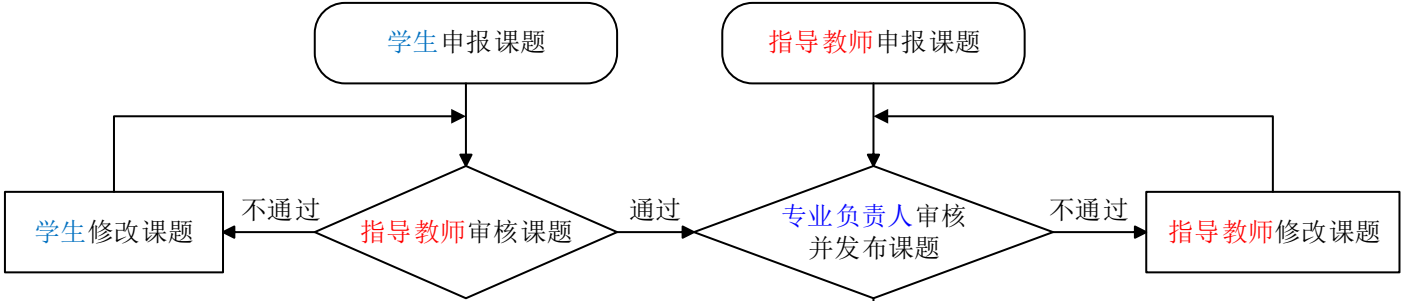 学生申报课题
指导教师申报课题
不通过
通过
不通过
学生修改课题
指导教师审核课题
专业负责人审核
并发布课题
指导教师修改课题